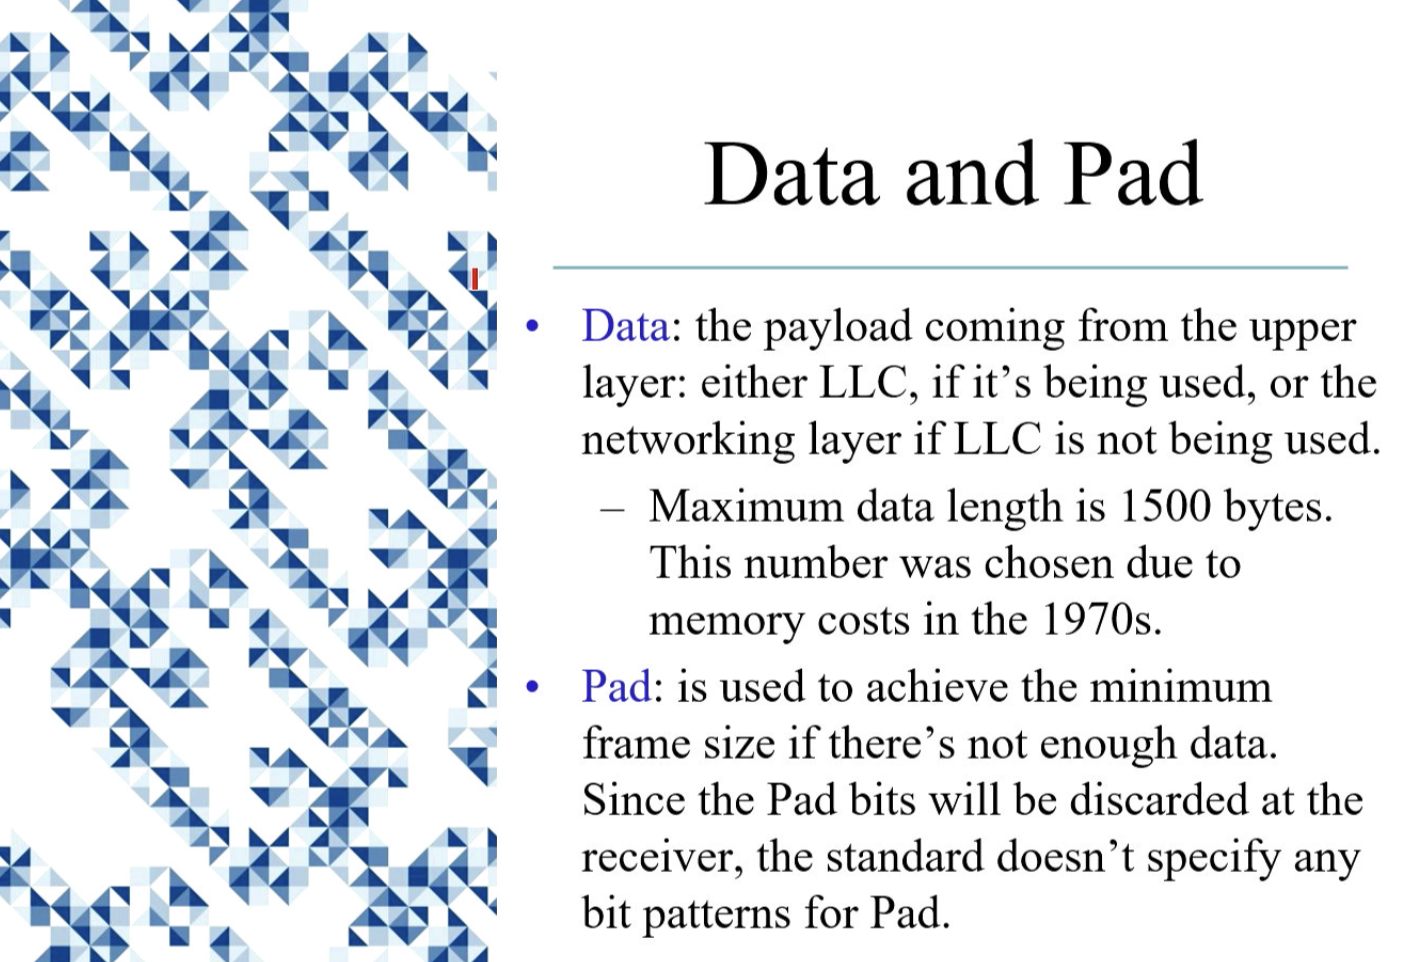 Data and Pad
• Data: the payload coming from the upper
layer: either LLC, if it’s being used, or the
networking layer if LLC is not being used.
– Maximum data length is 1500 bytes.
This number was chosen due to
memory costs in the 1970s.
• Pad: is used to achieve the minimum
frame size if there’s not enough data.
Since the Pad bits will be discarded at the
receiver, the standard doesn’t specify any
bit patterns for Pad.